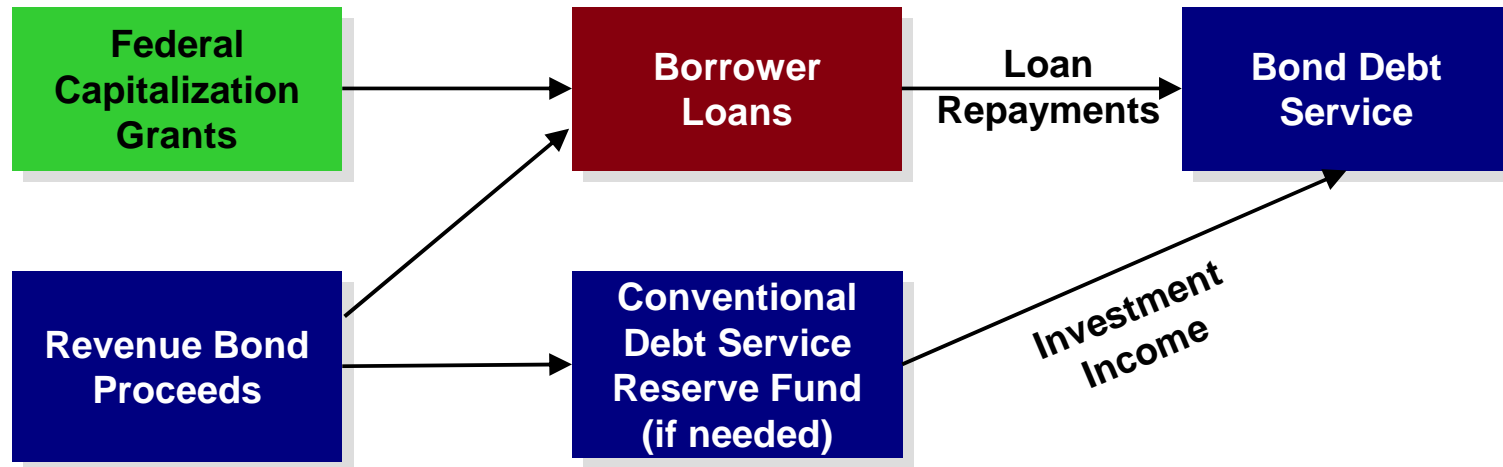 Federal
Capitalization
Grants
Borrower
Loans
Loan
Repayments
Bond Debt
Service
Revenue Bond
Proceeds
Conventional
Debt Service
Reserve Fund
(if needed)
Investment
Income